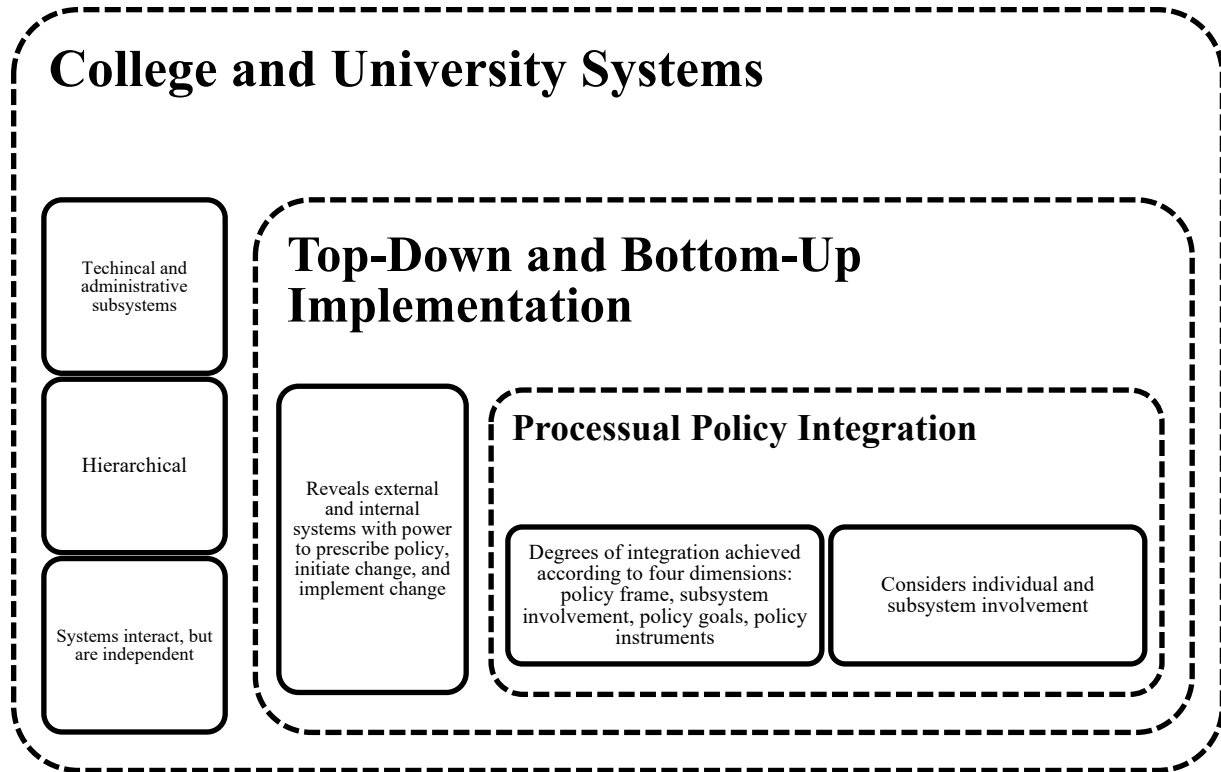 College and University Systems
Techincal and
administrative
subsystems
Hierarchical
Systems interact, but
are independent
Top-Down and Bottom-Up
Implementation
Reveals external
and internal
systems with power
to prescribe policy,
initiate change, and
implement change
Processual Policy Integration
Degrees of integration achieved
according to four dimensions:
policy frame, subsystem
involvement, policy goals, policy
instruments
Considers individual and
subsystem involvement